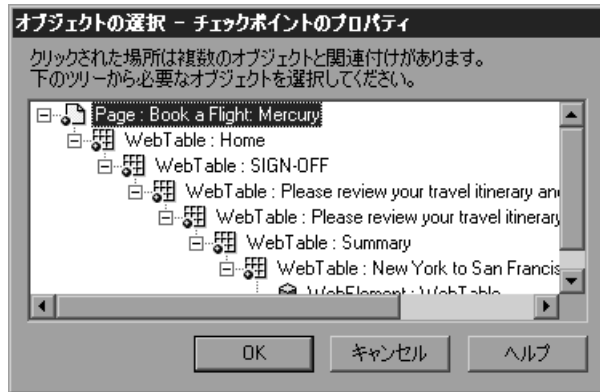 オブジェクトの選択 - チェックポイントのプロパティ
クリックされた場所は複数のオブジェクトと関連付けがあります。
下のツリーから必要なオブジェクトを選択してください。
Page : Book a Flight: Mercury
WebTable : Home
WebTable : SIGN-OFF
WebTable : Please review your travel itinerary an
WebTable : Please review your travel itinerary
WebTable : Summary
WebTable : New York to San Francis
WebElement : WebTable
OK キャンセル ヘルプ